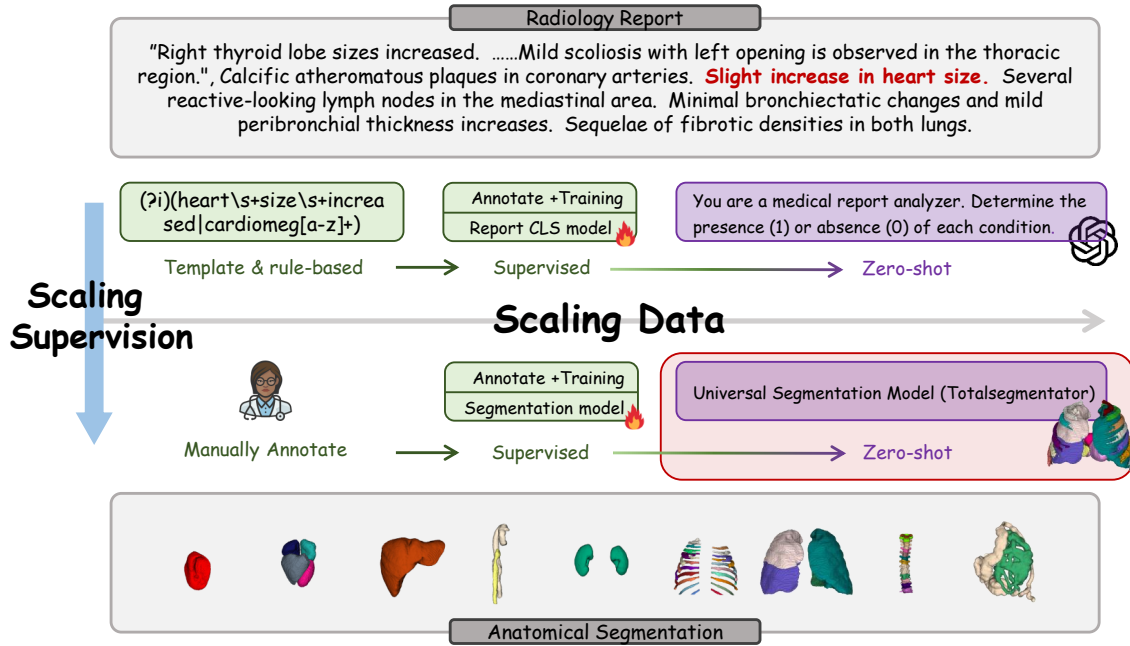 Radiology Report
"Right thyroid lobe sizes increased. ......Mild scoliosis with left opening is observed in the thoracic
region.", Calcific atheromatous plaques in coronary arteries. Slight increase in heart size. Several
reactive-looking lymph nodes in the mediastinal area. Minimal bronchiectatic changes and mild
peribronchial thickness increases. Sequelae of fibrotic densities in both lungs.
(?i)(heart\s+size\s+increa
sed|cardiomeg[a-z]+)
Annotate +Training
Report CLS model
You are a medical report analyzer. Determine the
presence (1) or absence (0) of each condition.
Template & rule-based
Supervised
Zero-shot
Scaling
Supervision
Scaling Data
Annotate +Training
Segmentation model
Universal Segmentation Model (Totalsegmentator)
Manually Annotate
Supervised
Zero-shot
Anatomical Segmentation